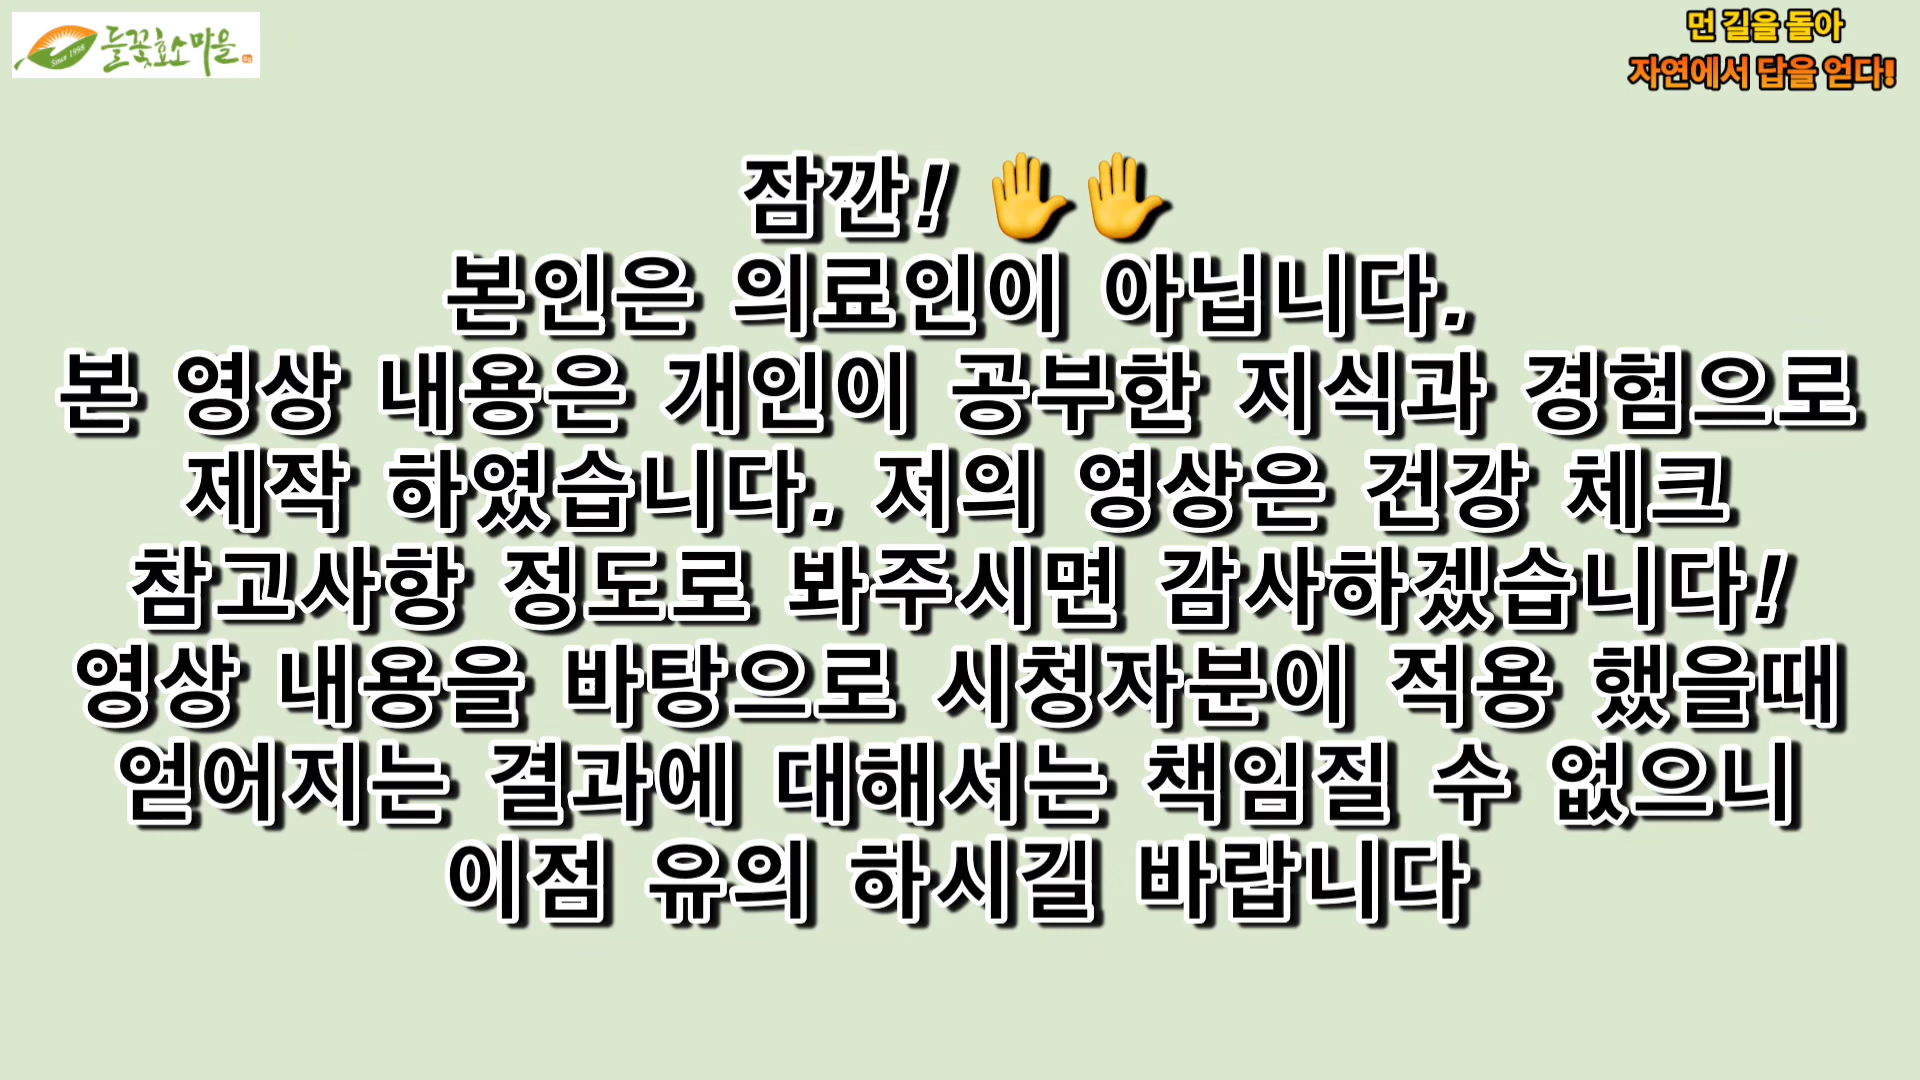 Since 1998
들꽃효소마을
먼 길을 돌아
자연에서 답을 얻다!
잠깐! ✋✋
본인은 의료인이 아닙니다.
본 영상 내용은 개인이 공부한 지식과 경험으로
제작 하였습니다. 저의 영상은 건강 체크
참고사항 정도로 봐주시면 감사하겠습니다!
영상 내용을 바탕으로 시청자분이 적용 했을때
얻어지는 결과에 대해서는 책임질 수 없으니
이점 유의 하시길 바랍니다